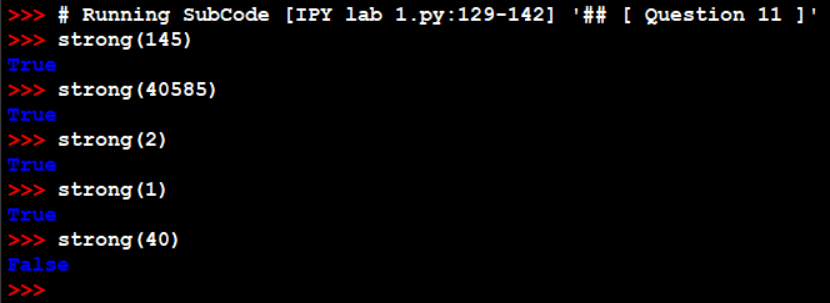 >>> # Running SubCode [IPY lab 1.py:129-142] '## [ Question 11 ]'
>>> strong(145)
True
>>> strong(40585)
True
>>> strong(2)
True
>>> strong(1)
True
>>> strong(40)
False
>>>